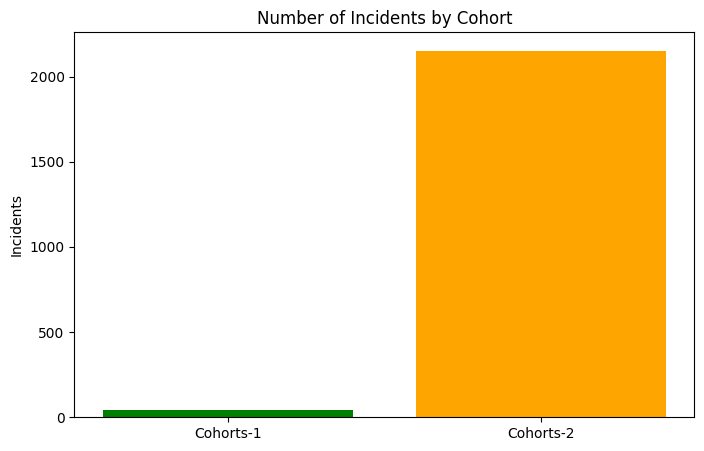 Number of Incidents by Cohort
Incidents
2000
1500
1000
500
0
Cohorts-1
Cohorts-2